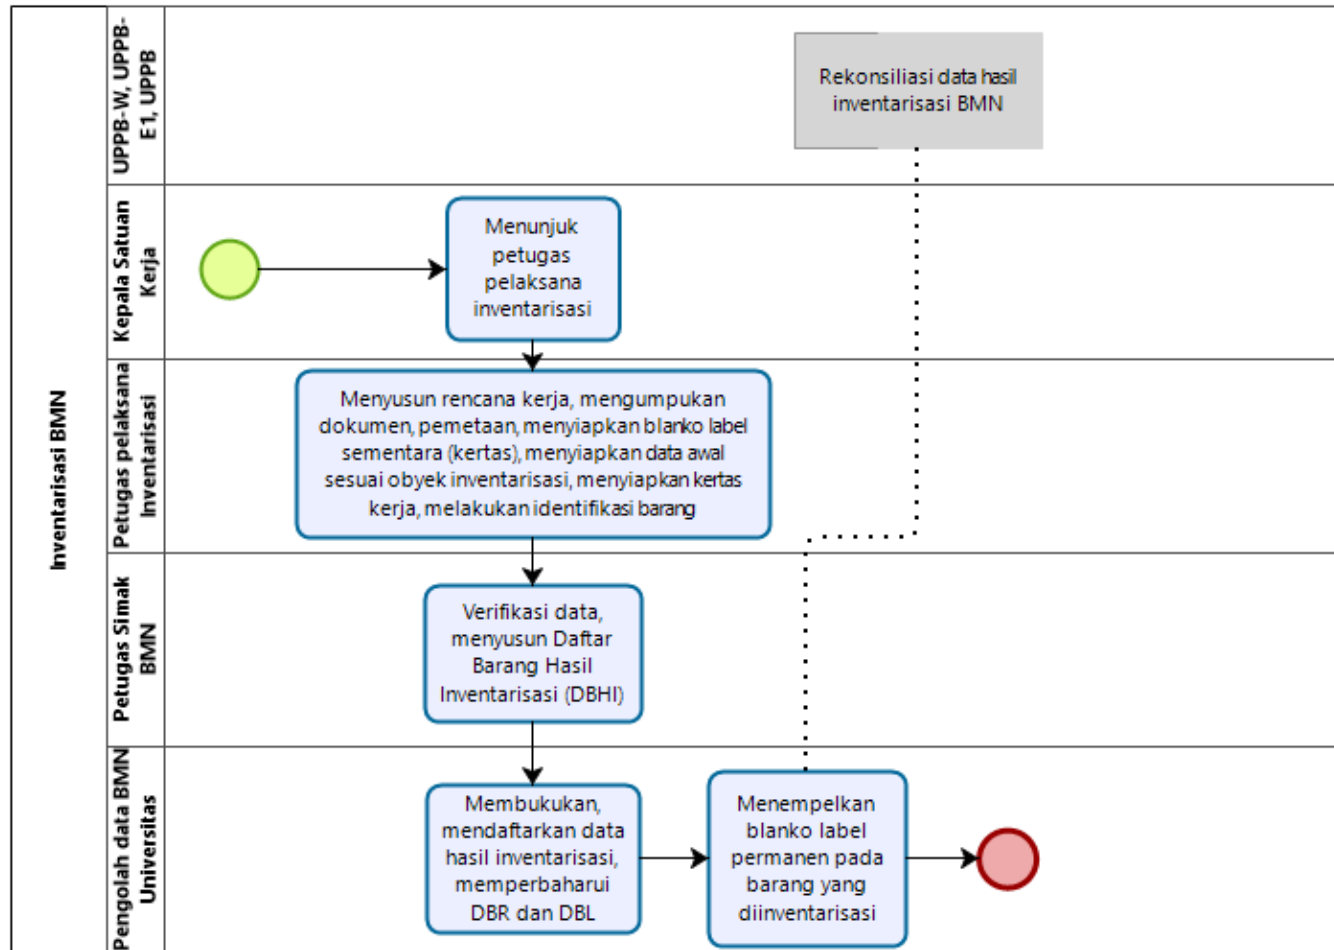 Inventarisasi BMN
UPPB-W, UPPB-
E1, UPPB
Rekonsiliasi data hasil
inventarisasi BMN
Kepala Satuan
Kerja
Menunjuk
petugas
pelaksana
inventarisasi
Petugas pelaksana
Inventarisasi
Menyusun rencana kerja, mengumpukan
dokumen, pemetaan, menyiapkan blanko label
sementara (kertas), menyiapkan data awal
sesuai obyek inventarisasi, menyiapkan kertas
kerja, melakukan identifikasi barang
Petugas Simak
BMN
Verifikasi data,
menyusun Daftar
Barang Hasil
Inventarisasi (DBHI)
Pengolah data BMN
Universitas
Membukukan,
mendaftarkan data
hasil inventarisasi,
memperbaharui
DBR dan DBL
Menempelkan
blanko label
permanen pada
barang yang
diinventarisasi